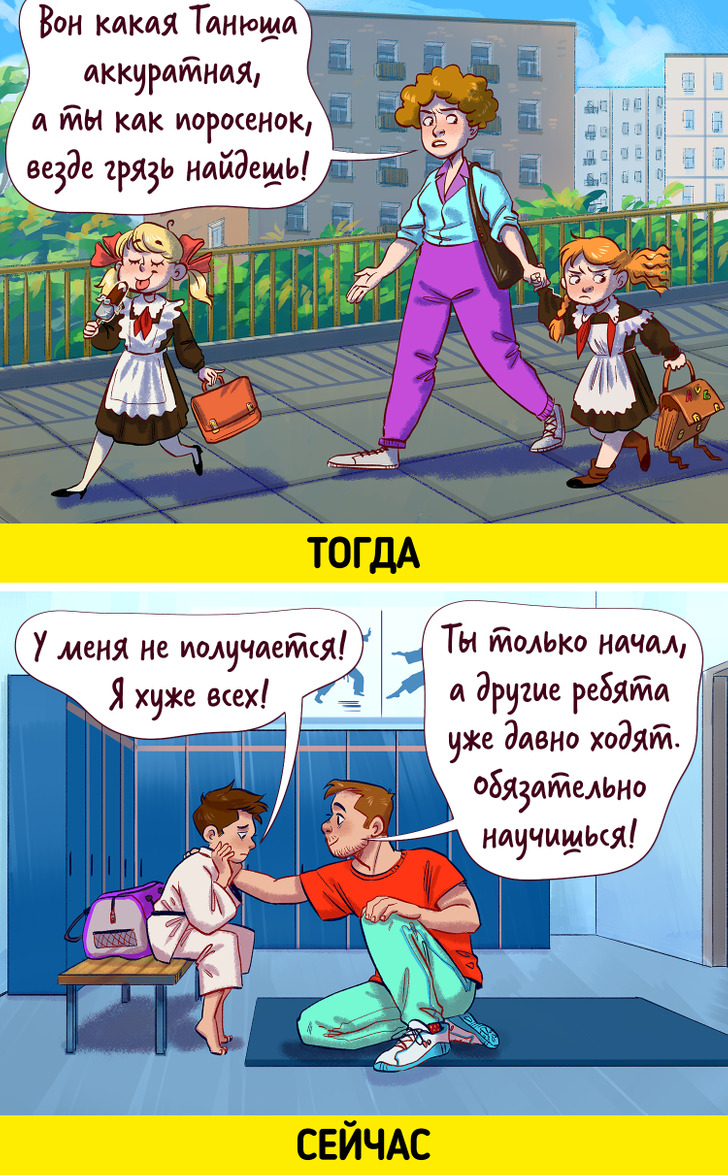 Вон какая Танюша
аккуратная,
а ты как поросенок,
везде грязь найдешь!
ТОГДА
У меня не получается!
Я хуже всех!
Ты только начал,
а другие ребята
уже давно ходят.
Обязательно
научишься!
СЕЙЧАС